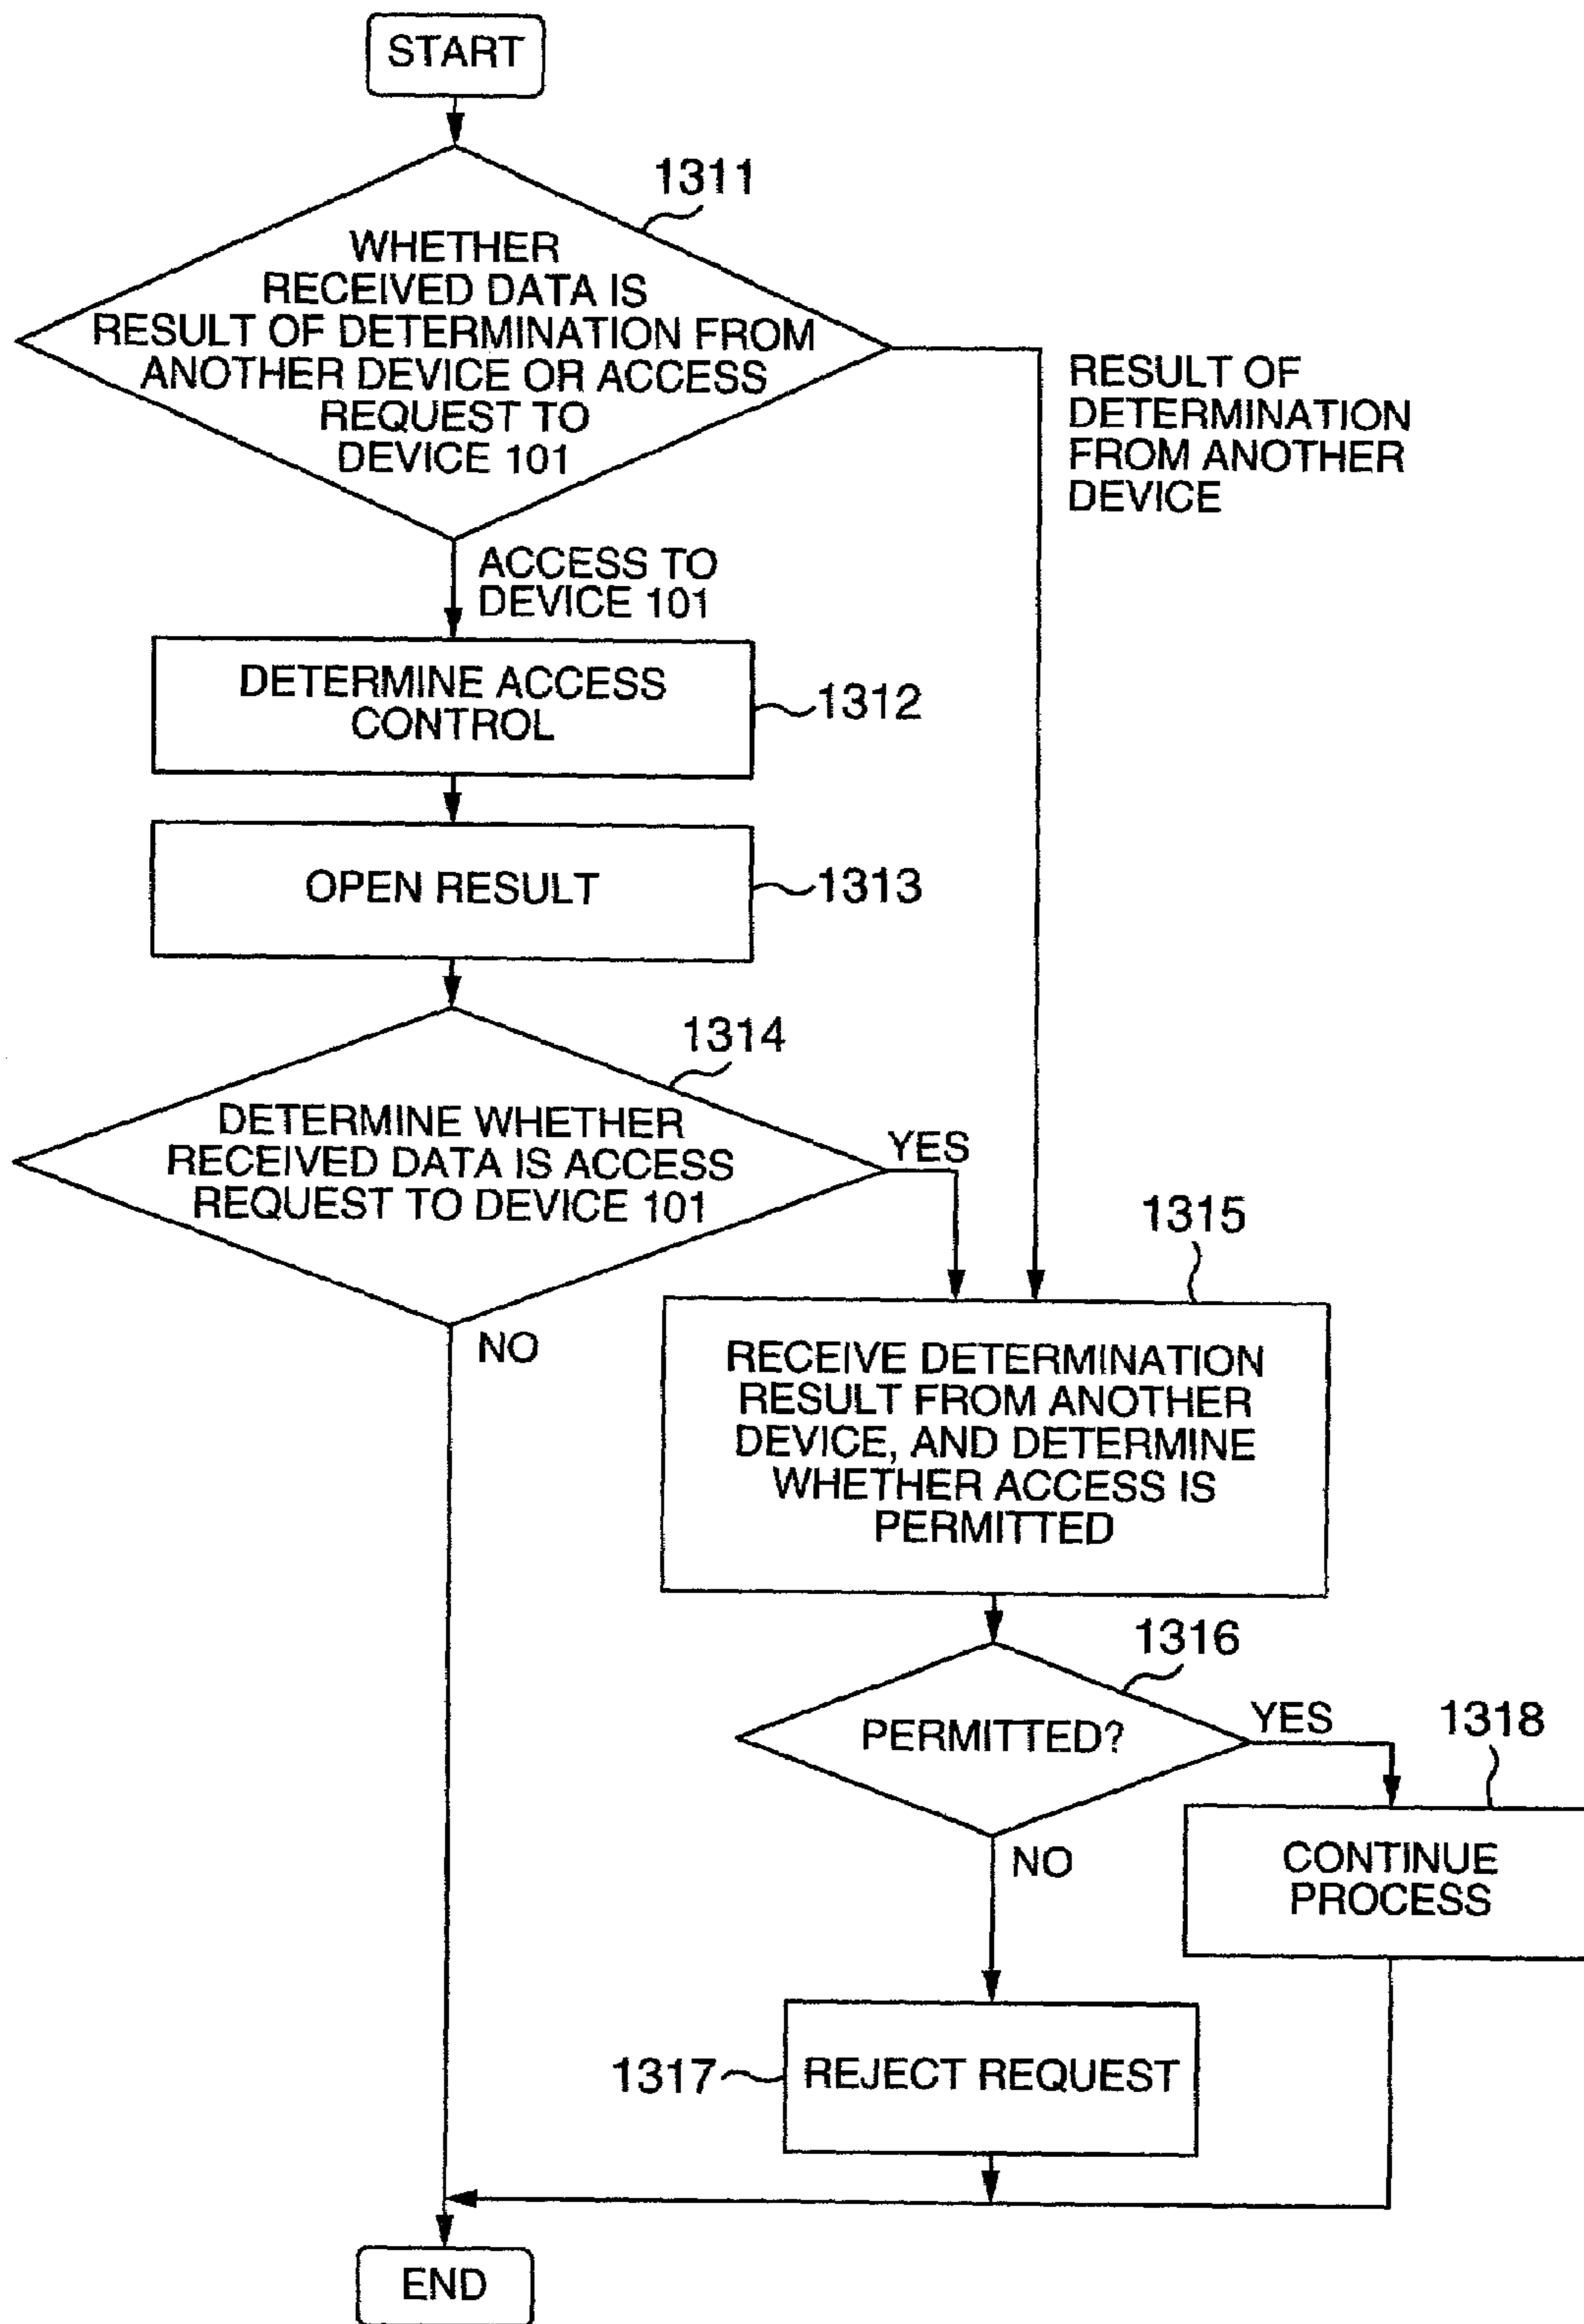 START
1311
WHETHER
RECEIVED DATA IS
RESULT OF DETERMINATION FROM
ANOTHER DEVICE OR ACCESS
REQUEST TO
DEVICE 101
RESULT OF
DETERMINATION
FROM ANOTHER
DEVICE
ACCESS TO
DEVICE 101
DETERMINE ACCESS
CONTROL
1312
OPEN RESULT
1313
1314
DETERMINE WHETHER
RECEIVED DATA IS ACCESS
REQUEST TO DEVICE 101
YES
NO
1315
RECEIVE DETERMINATION
RESULT FROM ANOTHER
DEVICE, AND DETERMINE
WHETHER ACCESS IS
PERMITTED
1316
PERMITTED?
YES
1318
NO
CONTINUE
PROCESS
1317
REJECT REQUEST
END